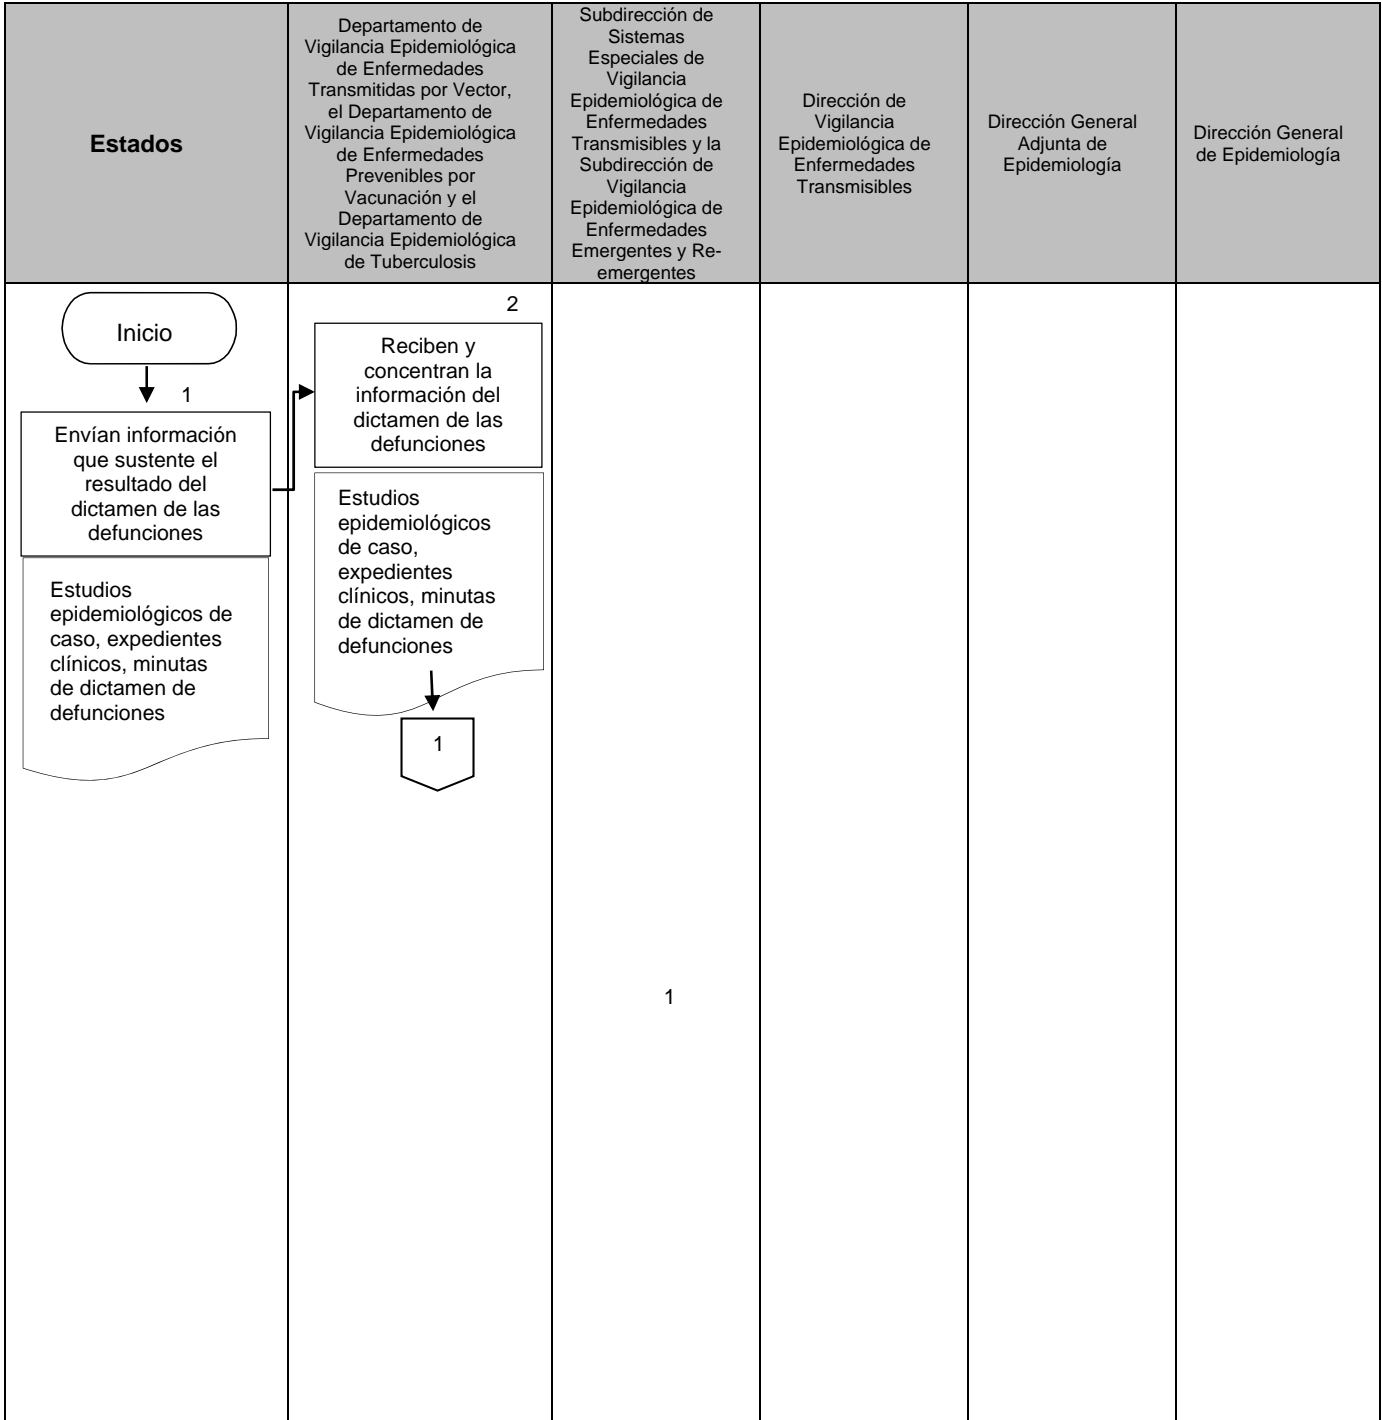 Estados
Departamento de
Vigilancia Epidemiológica
de Enfermedades
Transmitidas por Vector,
el Departamento de
Vigilancia Epidemiológica
de Enfermedades
Prevenibles por
Vacunación y el
Departamento de
Vigilancia Epidemiológica
de Tuberculosis
Subdirección de
Sistemas
Especiales de
Vigilancia
Epidemiológica de
Enfermedades
Transmisibles y la
Subdirección de
Vigilancia
Epidemiológica de
Enfermedades
Emergentes y Re-
emergentes
Dirección de
Vigilancia
Epidemiológica de
Enfermedades
Transmisibles
Dirección General
Adjunta de
Epidemiología
Dirección General
de Epidemiología
Inicio
1
Envían información
que sustente el
resultado del
dictamen de las
defunciones
Estudios
epidemiológicos de
caso, expedientes
clínicos, minutas
de dictamen de
defunciones
2
Reciben y
concentran la
información del
dictamen de las
defunciones
Estudios
epidemiológicos
de caso,
expedientes
clínicos, minutas
de dictamen de
defunciones
1
1